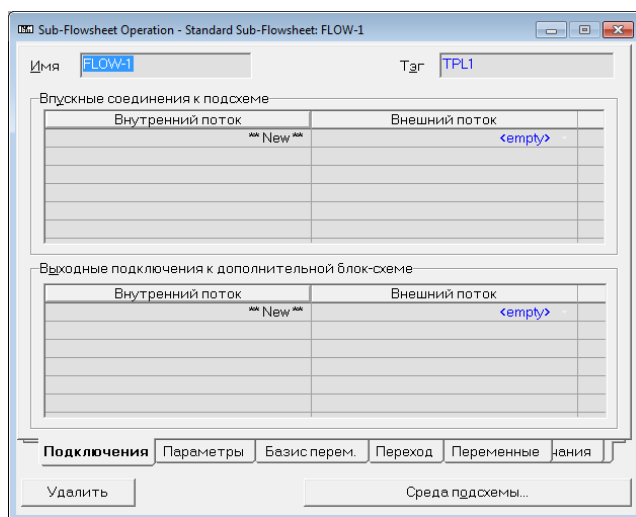 Sub-Flowsheet Operation - Standard Sub-Flowsheet: FLOW-1
Имя FLOW-1 Тэг TPL1
Впускные соединения к подсхеме
Внутренний поток Внешний поток
** New ** <empty>
Выходные подключения к дополнительной блок-схеме
Внутренний поток Внешний поток
** New ** <empty>
Подключения Параметры Базис перем. Переход Переменные чания
Удалить Среда подсхемы...